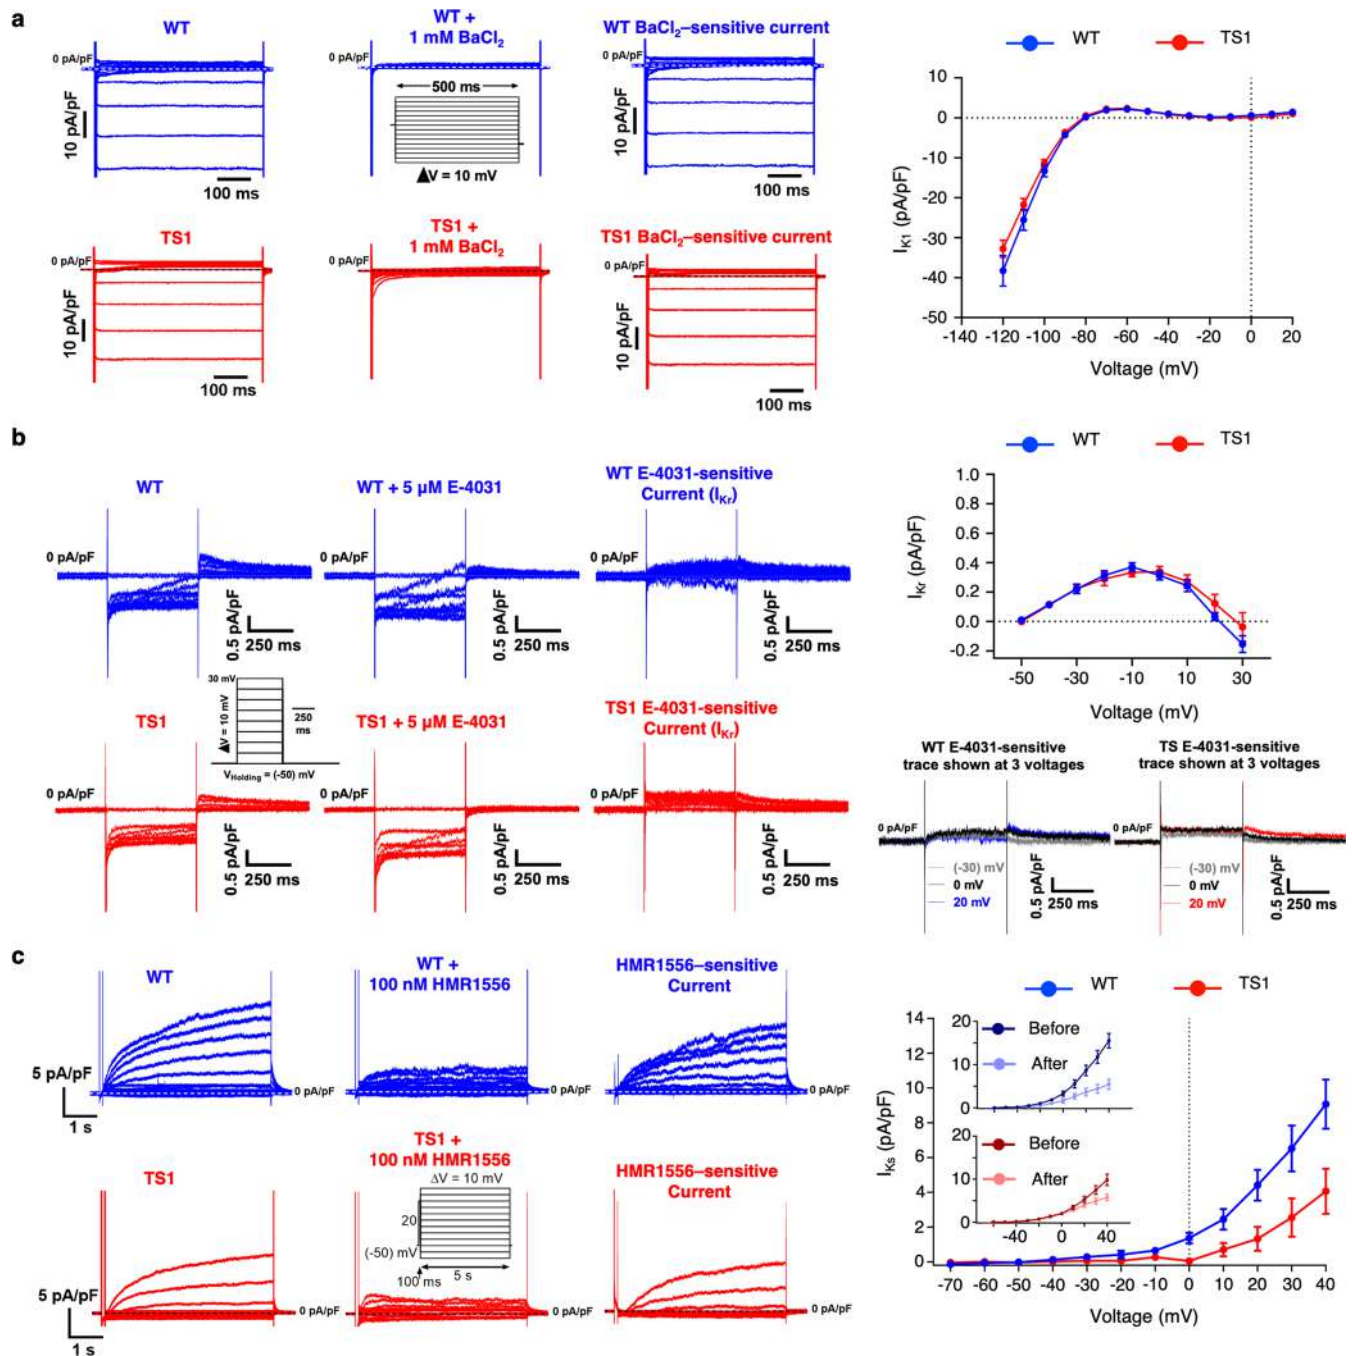 a
WT
WT +
1 mM BaCl₂
WT BaCl₂–sensitive current
0 pA/pF
0 pA/pF
0 pA/pF
10 pA/pF
500 ms
▲V = 10 mV
10 pA/pF
100 ms
100 ms
TS1
TS1 +
1 mM BaCl₂
TS1 BaCl₂–sensitive current
0 pA/pF
0 pA/pF
0 pA/pF
10 pA/pF
10 pA/pF
100 ms
100 ms
WT TS1
10
0
-10
-20
-30
-40
-50
I_K1 (pA/pF)
-140 -120 -100 -80 -60 -40 -20 0 20
Voltage (mV)
b
WT
WT + 5 µM E-4031
WT E-4031-sensitive
Current (I_Kr)
0 pA/pF
0 pA/pF
0 pA/pF
0.5 pA/pF
250 ms
0.5 pA/pF
250 ms
0.5 pA/pF
250 ms
30 mV
▲V = 10 mV
250
ms
V_Holding = (-50) mV
TS1
TS1 + 5 µM E-4031
TS1 E-4031-sensitive
Current (I_Kr)
0 pA/pF
0 pA/pF
0 pA/pF
0.5 pA/pF
250 ms
0.5 pA/pF
250 ms
0.5 pA/pF
250 ms
WT TS1
1.0
0.8
0.6
0.4
0.2
0.0
-0.2
I_Kr (pA/pF)
-50 -30 -10 10 30
Voltage (mV)
WT E-4031-sensitive
trace shown at 3 voltages
TS E-4031-sensitive
trace shown at 3 voltages
0 pA/pF
0 pA/pF
(-30) mV
0 mV
20 mV
0.5 pA/pF
250 ms
(-30) mV
0 mV
20 mV
0.5 pA/pF
250 ms
c
WT
WT +
100 nM HMR1556
HMR1556–sensitive
Current
5 pA/pF
1 s
0 pA/pF
0 pA/pF
0 pA/pF
TS1
TS1 +
100 nM HMR1556
HMR1556–sensitive
Current
ΔV = 10 mV
20
(-50) mV
100 ms
5 s
5 pA/pF
1 s
0 pA/pF
0 pA/pF
0 pA/pF
WT TS1
14
12
10
8
6
4
2
0
I_Ks (pA/pF)
20
10
0
Before
After
20
10
0
Before
After
-40 0 40
-70 -60 -50 -40 -30 -20 -10 0 10 20 30 40
Voltage (mV)